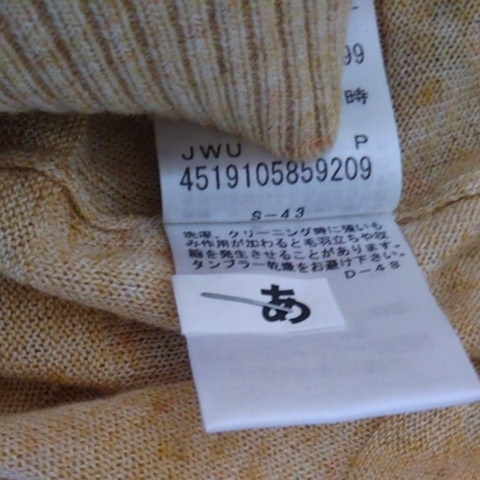 99
時
JWU P
4519105859209
S-43
洗濯、クリーニング時に強いも
み作用が加わると毛羽立ちや収
縮を発生させることがあります。
タンブラー乾燥をお避け下さい。
D-48
あ